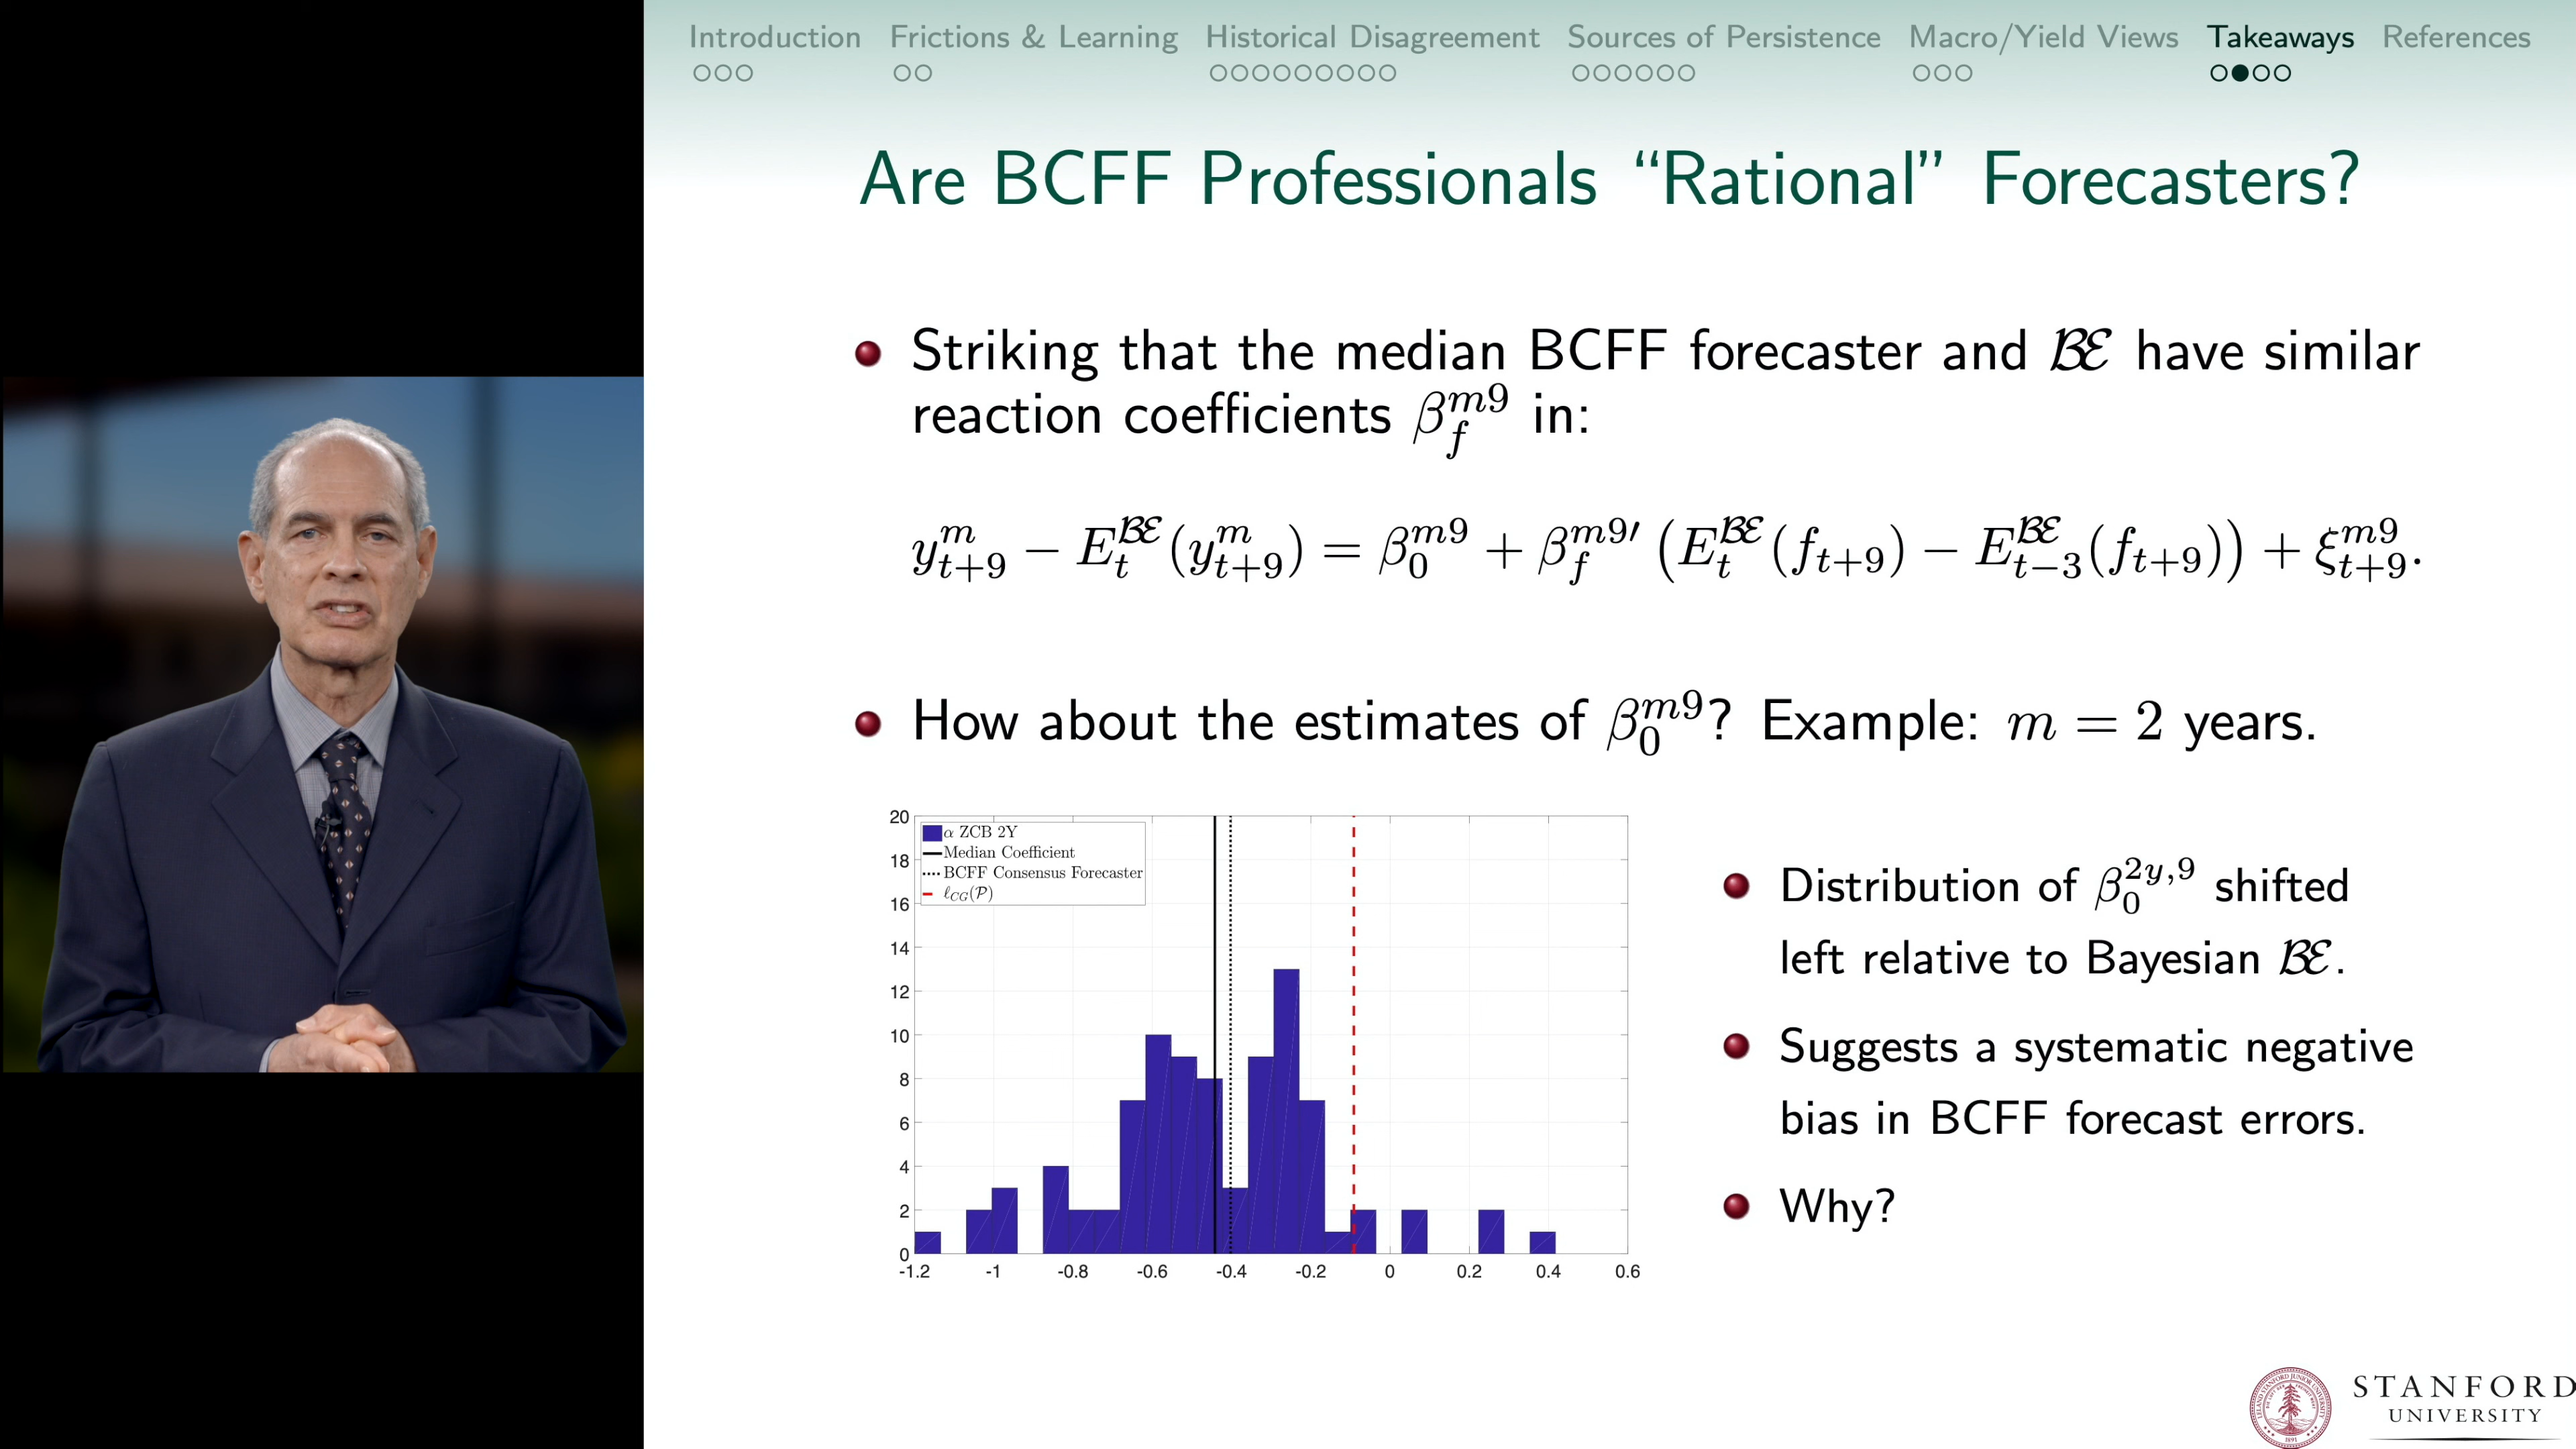 Introduction Frictions & Learning Historical Disagreement Sources of Persistence Macro/Yield Views Takeaways References
Are BCFF Professionals “Rational” Forecasters?
Striking that the median BCFF forecaster and ℬℰ have similar
reaction coefficients β_f^{m9} in:
y_{t+9}^m − E_t^{ℬℰ}(y_{t+9}^m) = β_0^{m9} + β_f^{m9′} (E_t^{ℬℰ}(f_{t+9}) − E_{t−3}^{ℬℰ}(f_{t+9})) + ξ_{t+9}^{m9}.
How about the estimates of β_0^{m9}? Example: m = 2 years.
20
18
16
14
12
10
8
6
4
2
0
-1.2 -1 -0.8 -0.6 -0.4 -0.2 0 0.2 0.4 0.6
α ZCB 2Y
Median Coefficient
BCFF Consensus Forecaster
ℓ_{CG}(𝒫)
Distribution of β_0^{2y,9} shifted
left relative to Bayesian ℬℰ.
Suggests a systematic negative
bias in BCFF forecast errors.
Why?
STANFORD
UNIVERSITY